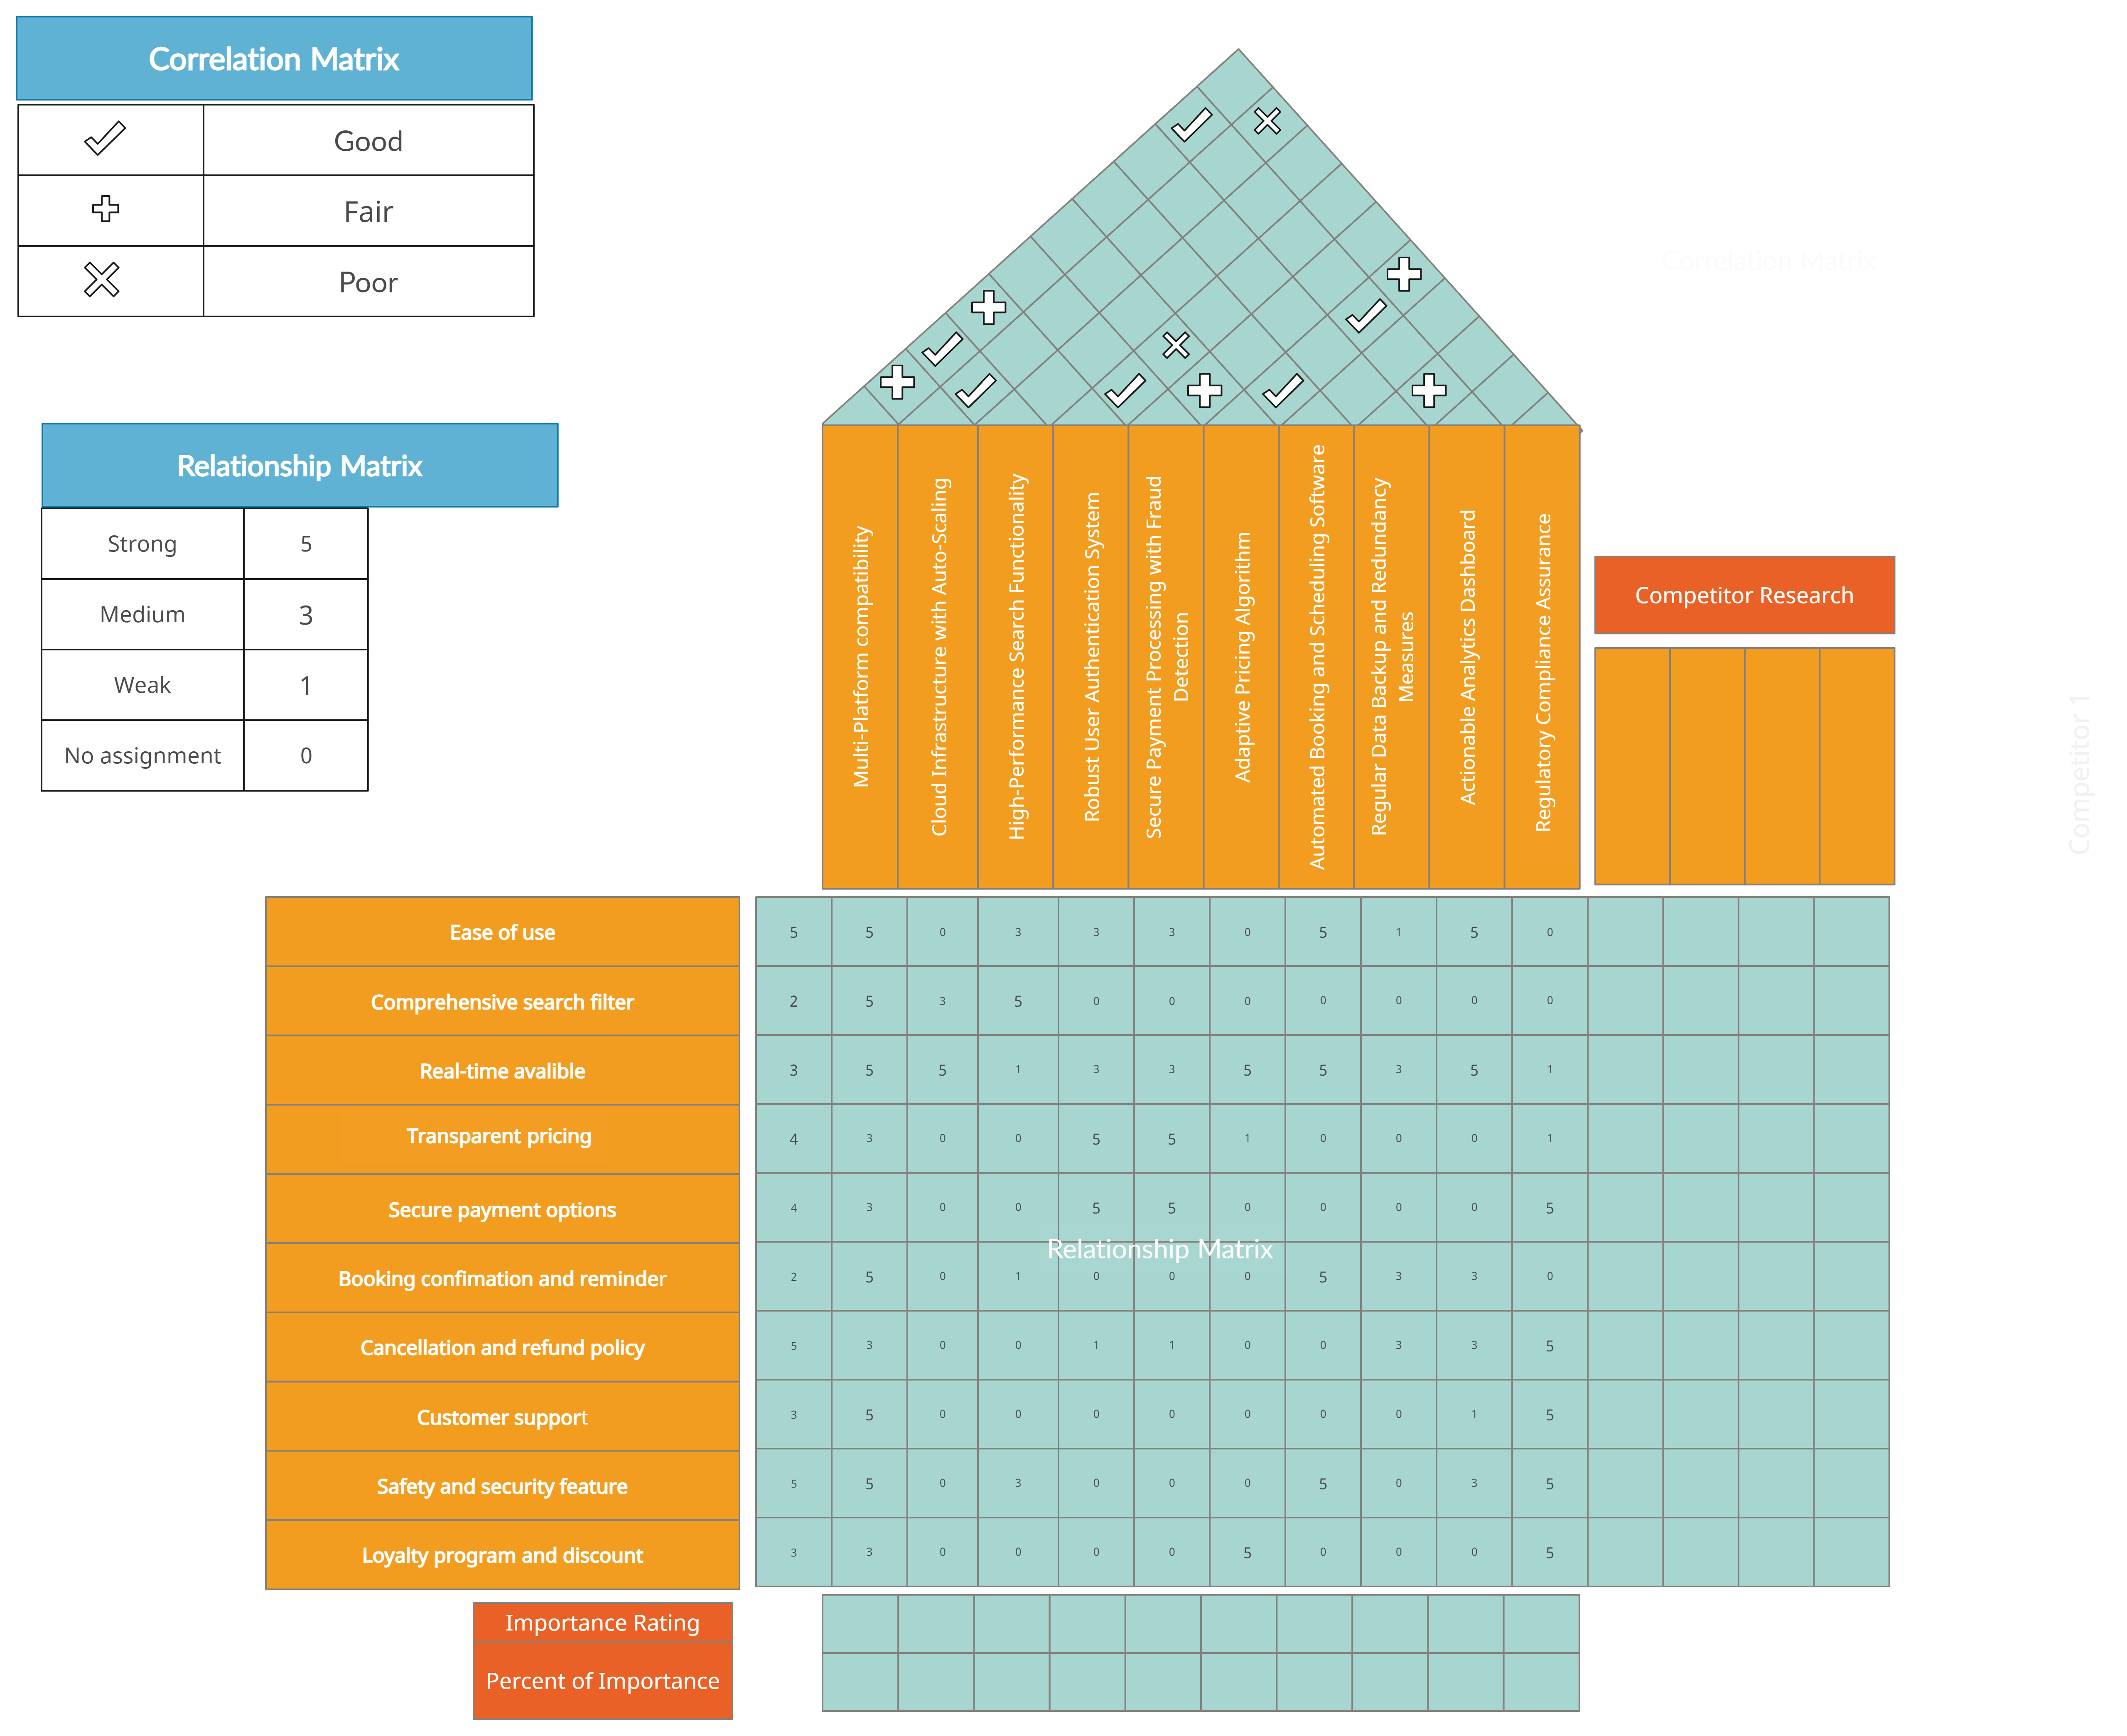 Correlation Matrix
Good
Fair
Poor
Correlation Matrix
Relationship Matrix
Strong 5
Medium 3
Weak 1
No assignment 0
Multi-Platform compatibility
Cloud Infrastructure with Auto-Scaling
High-Performance Search Functionality
Robust User Authentication System
Secure Payment Processing with Fraud
Detection
Adaptive Pricing Algorithm
Automated Booking and Scheduling Software
Regular Data Backup and Redundancy
Measures
Actionable Analytics Dashboard
Regulatory Compliance Assurance
Competitor Research
Competitor 1
Ease of use 5 5 0 3 3 3 0 5 1 5 0
Comprehensive search filter 2 5 3 5 0 0 0 0 0 0 0
Real-time avalible 3 5 5 1 3 3 5 5 3 5 1
Transparent pricing 4 3 0 0 5 5 1 0 0 0 1
Secure payment options 4 3 0 0 5 5 0 0 0 0 5
Relationship Matrix
Booking confimation and reminder 2 5 0 1 0 0 0 5 3 3 0
Cancellation and refund policy 5 3 0 0 1 1 0 0 3 3 5
Customer support 3 5 0 0 0 0 0 0 0 1 5
Safety and security feature 5 5 0 3 0 0 0 5 0 3 5
Loyalty program and discount 3 3 0 0 0 0 5 0 0 0 5
Importance Rating
Percent of Importance